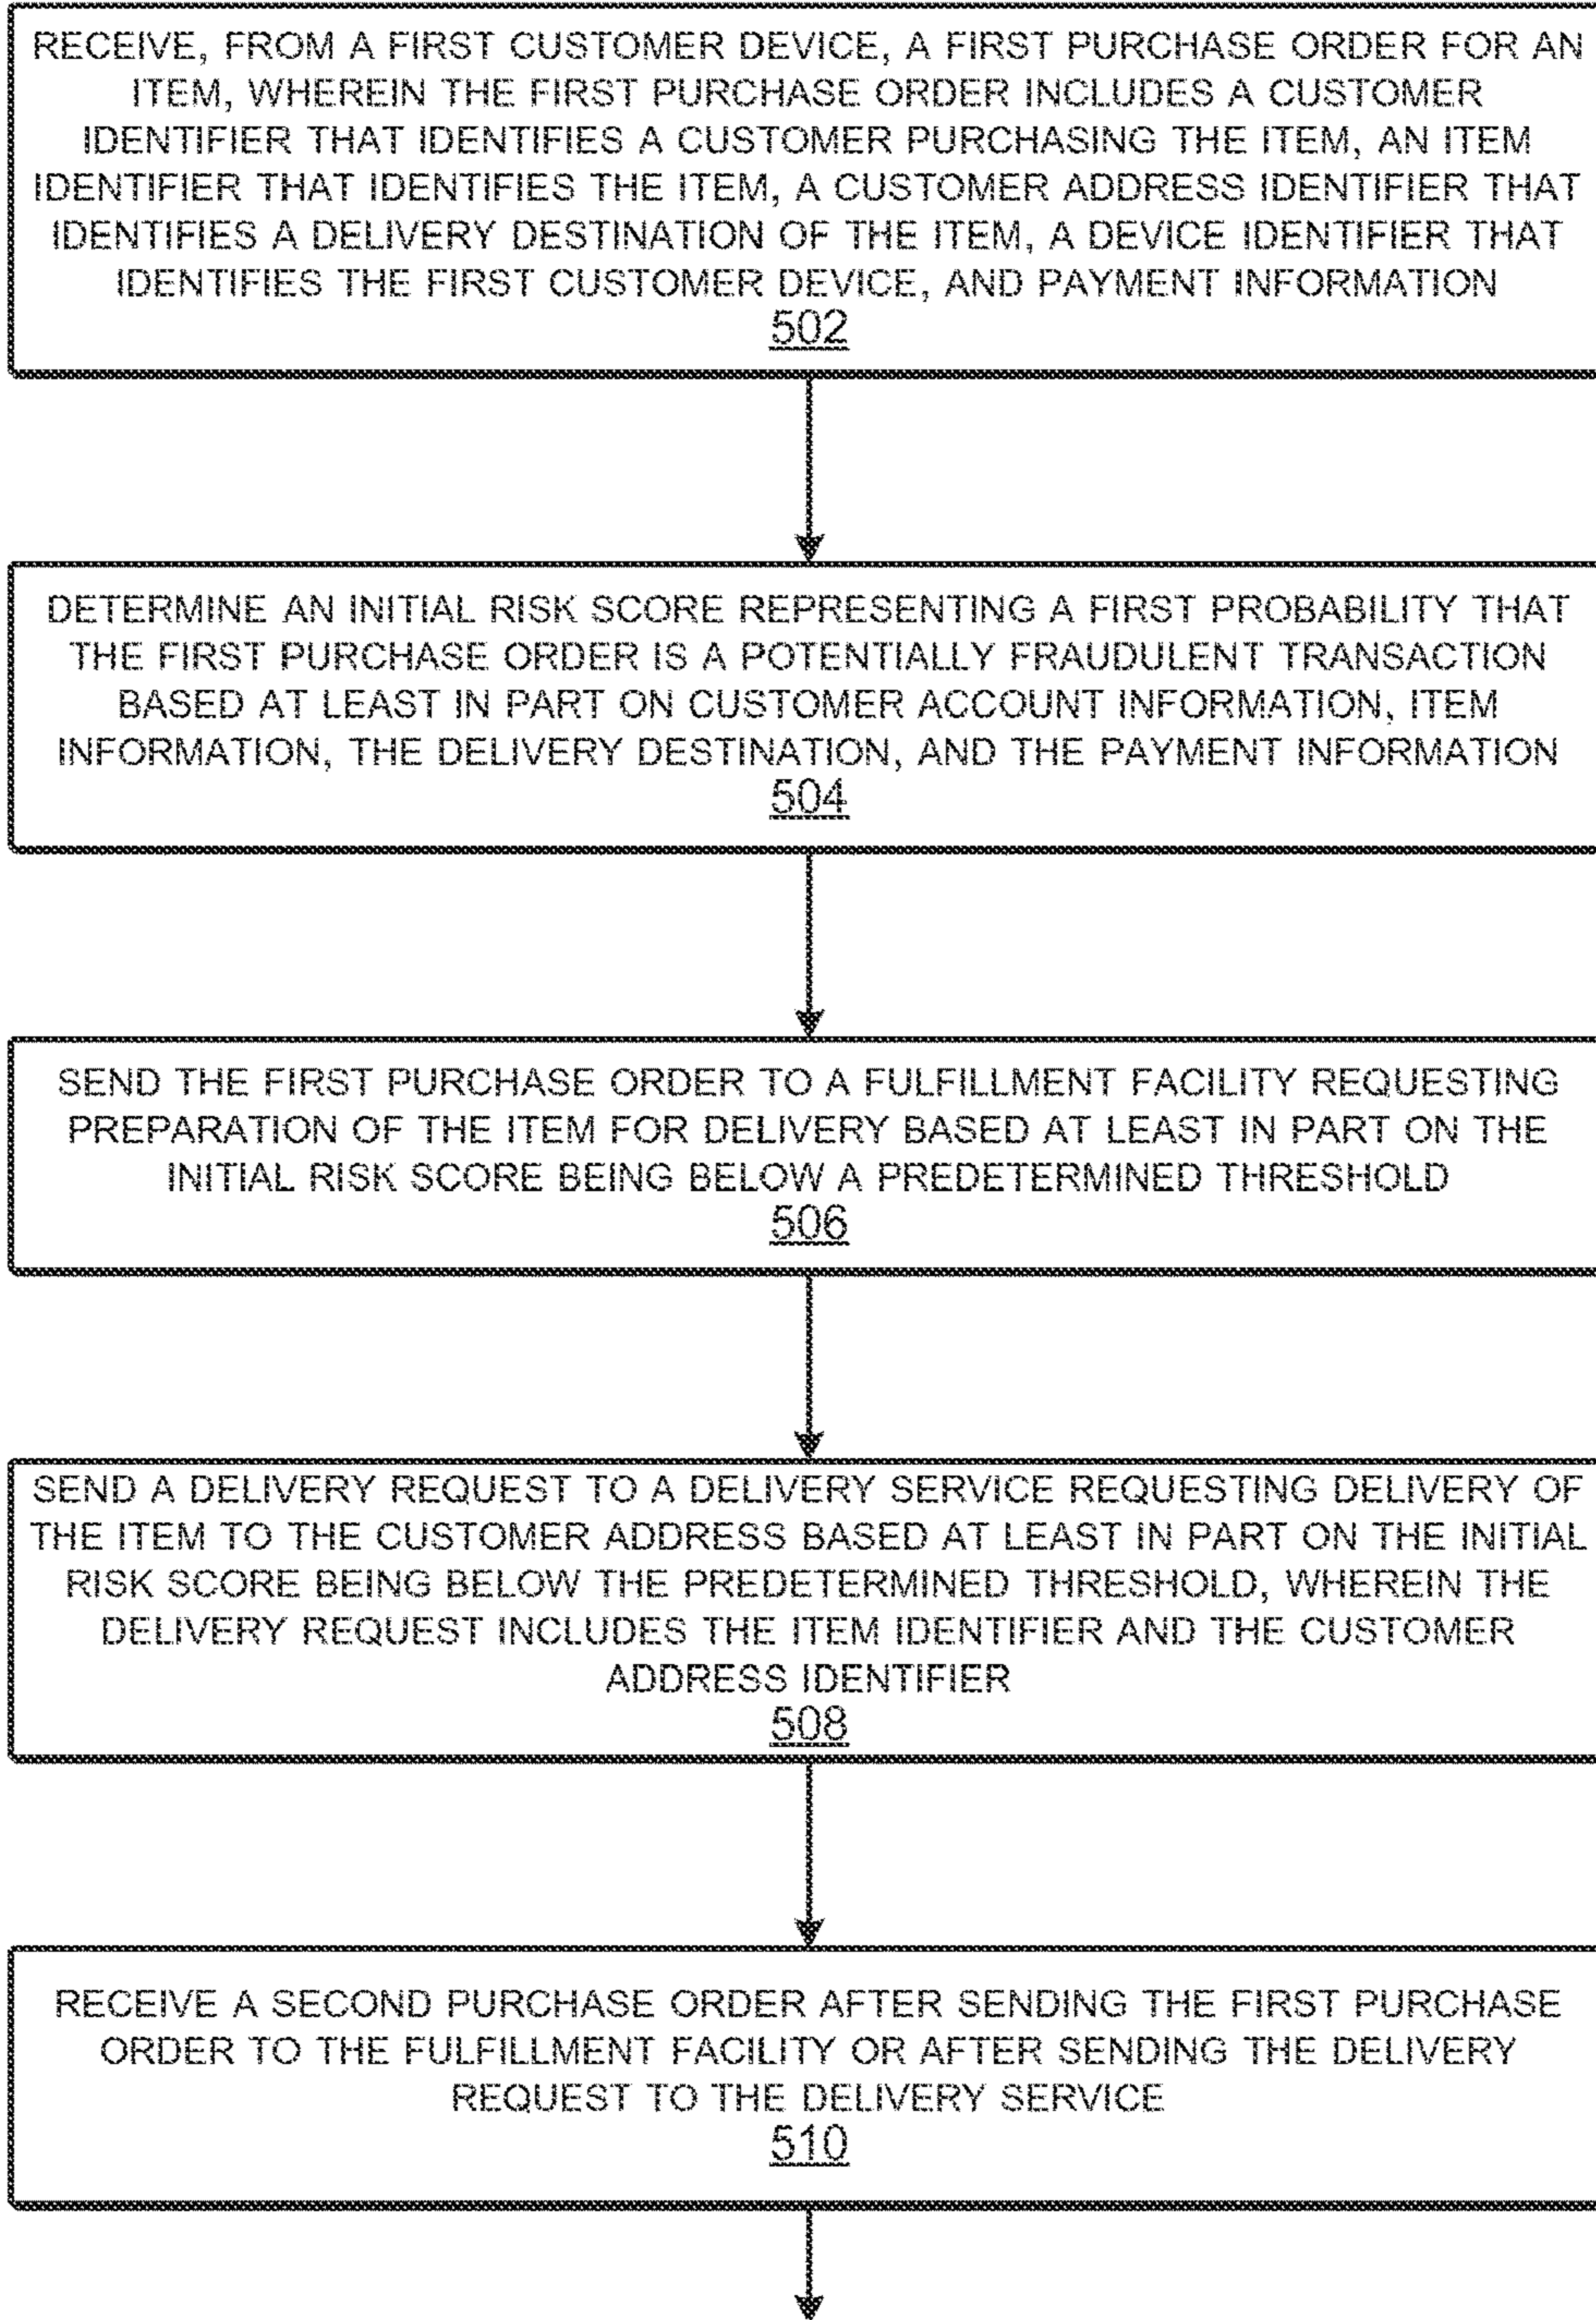 RECEIVE, FROM A FIRST CUSTOMER DEVICE, A FIRST PURCHASE ORDER FOR AN
ITEM, WHEREIN THE FIRST PURCHASE ORDER INCLUDES A CUSTOMER
IDENTIFIER THAT IDENTIFIES A CUSTOMER PURCHASING THE ITEM, AN ITEM
IDENTIFIER THAT IDENTIFIES THE ITEM, A CUSTOMER ADDRESS IDENTIFIER THAT
IDENTIFIES A DELIVERY DESTINATION OF THE ITEM, A DEVICE IDENTIFIER THAT
IDENTIFIES THE FIRST CUSTOMER DEVICE, AND PAYMENT INFORMATION
502
DETERMINE AN INITIAL RISK SCORE REPRESENTING A FIRST PROBABILITY THAT
THE FIRST PURCHASE ORDER IS A POTENTIALLY FRAUDULENT TRANSACTION
BASED AT LEAST IN PART ON CUSTOMER ACCOUNT INFORMATION, ITEM
INFORMATION, THE DELIVERY DESTINATION, AND THE PAYMENT INFORMATION
504
SEND THE FIRST PURCHASE ORDER TO A FULFILLMENT FACILITY REQUESTING
PREPARATION OF THE ITEM FOR DELIVERY BASED AT LEAST IN PART ON THE
INITIAL RISK SCORE BEING BELOW A PREDETERMINED THRESHOLD
506
SEND A DELIVERY REQUEST TO A DELIVERY SERVICE REQUESTING DELIVERY OF
THE ITEM TO THE CUSTOMER ADDRESS BASED AT LEAST IN PART ON THE INITIAL
RISK SCORE BEING BELOW THE PREDETERMINED THRESHOLD, WHEREIN THE
DELIVERY REQUEST INCLUDES THE ITEM IDENTIFIER AND THE CUSTOMER
ADDRESS IDENTIFIER
508
RECEIVE A SECOND PURCHASE ORDER AFTER SENDING THE FIRST PURCHASE
ORDER TO THE FULFILLMENT FACILITY OR AFTER SENDING THE DELIVERY
REQUEST TO THE DELIVERY SERVICE
510